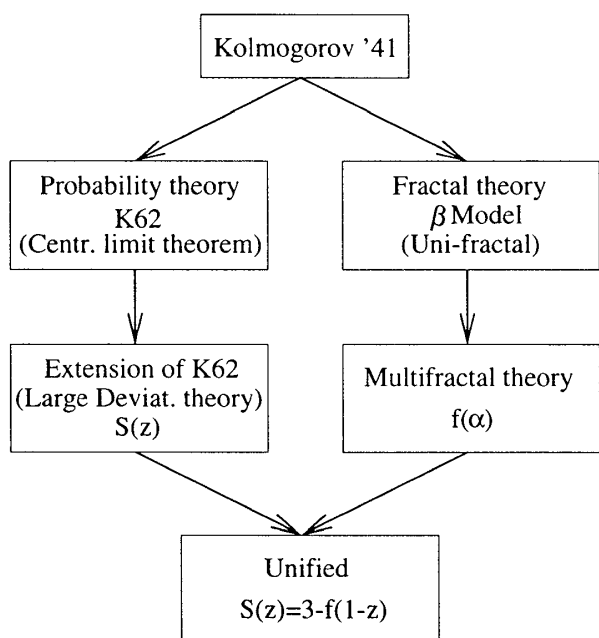 Kolmogorov '41
Probability theory
K62
(Centr. limit theorem)
Fractal theory
β Model
(Uni-fractal)
Extension of K62
(Large Deviat. theory)
S(z)
Multifractal theory
f(α)
Unified
S(z)=3-f(1-z)